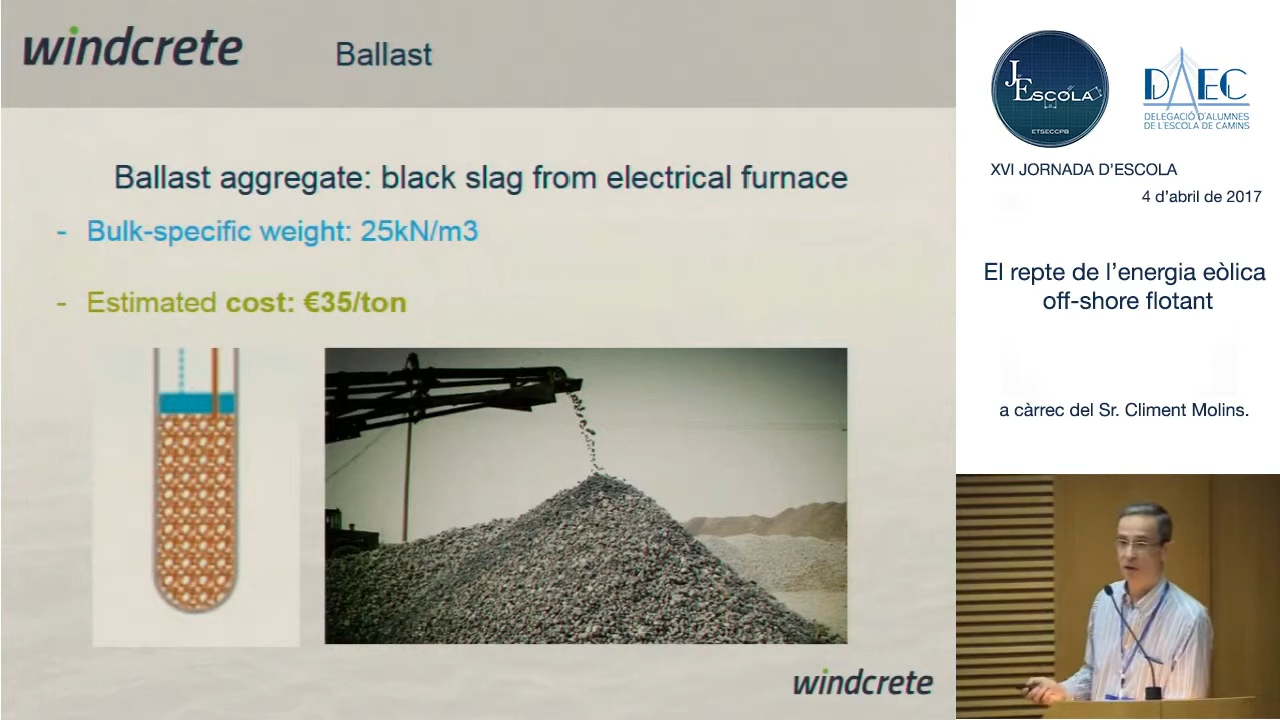 windcrete
Ballast
Ballast aggregate: black slag from electrical furnace
- Bulk-specific weight: 25kN/m3
- Estimated cost: €35/ton
windcrete
J
ESCOLA
ETSECCPB
DAEC
DELEGACIÓ D'ALUMNES
DE L'ESCOLA DE CAMINS
XVI JORNADA D'ESCOLA
4 d'abril de 2017
El repte de l'energia eòlica
off-shore flotant
a càrrec del Sr. Climent Molins.